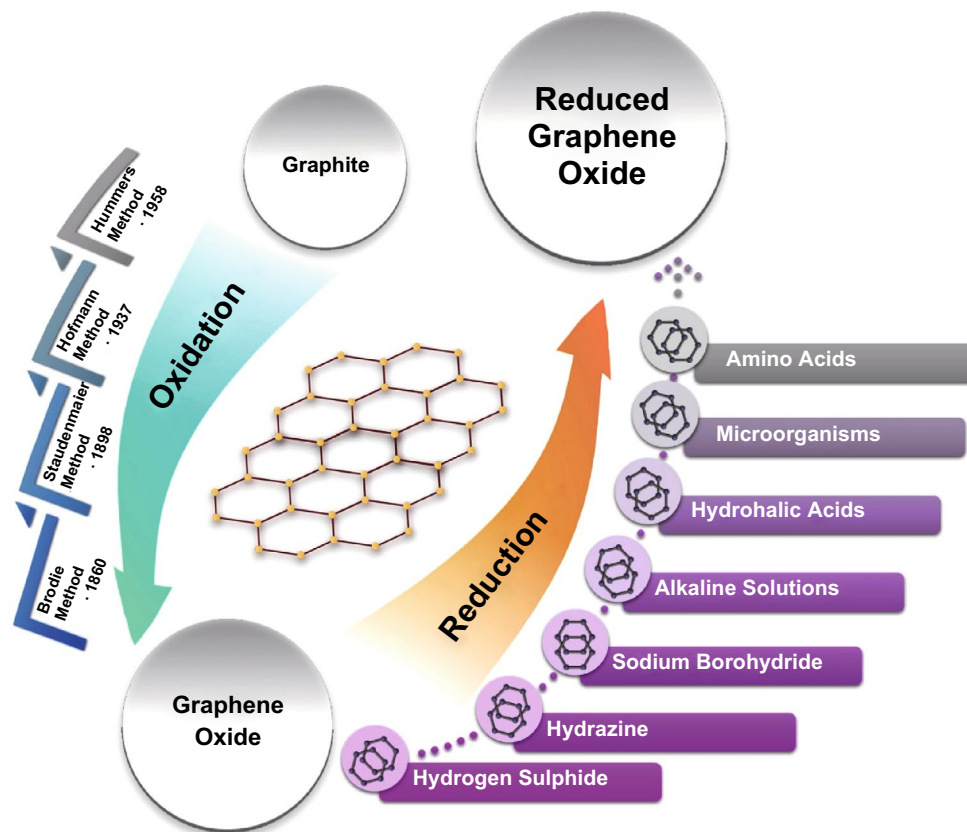 Graphite
Reduced
Graphene
Oxide
Hummers
Method
· 1958
Hofmann
Method
· 1937
Staudenmaier
Method
· 1898
Brodie
Method
· 1860
Oxidation
Reduction
Graphene
Oxide
Amino Acids
Microorganisms
Hydrohalic Acids
Alkaline Solutions
Sodium Borohydride
Hydrazine
Hydrogen Sulphide